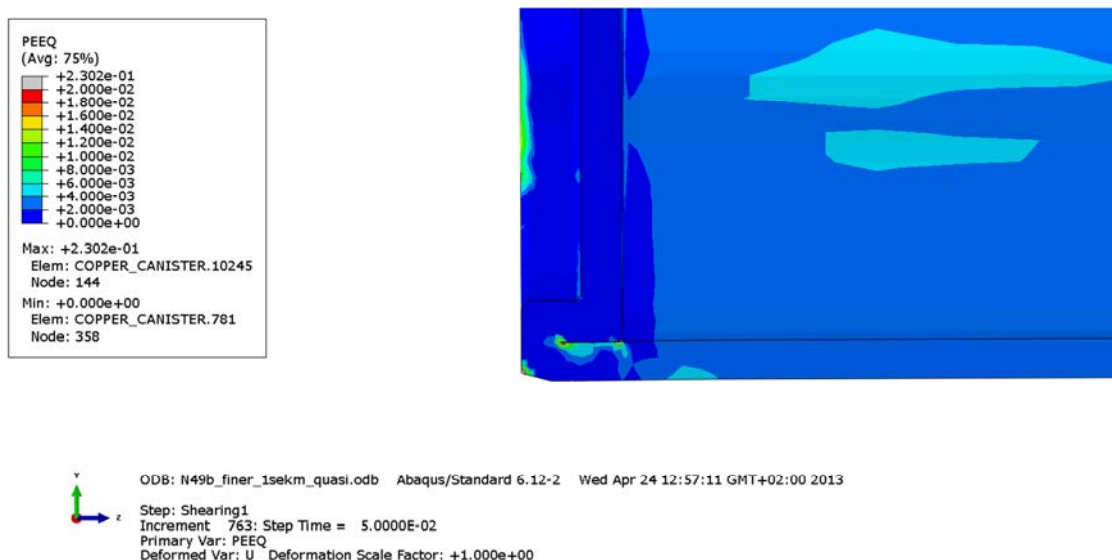 PEEQ
(Avg: 75%)
+2.302e-01
+2.000e-02
+1.800e-02
+1.600e-02
+1.400e-02
+1.200e-02
+1.000e-02
+8.000e-03
+6.000e-03
+4.000e-03
+2.000e-03
+0.000e+00
Max: +2.302e-01
Elem: COPPER_CANISTER.10245
Node: 144
Min: +0.000e+00
Elem: COPPER_CANISTER.781
Node: 358
Y
Z
ODB: N49b_finer_1sekm_quasi.odb Abaqus/Standard 6.12-2 Wed Apr 24 12:57:11 GMT+02:00 2013
Step: Shearing1
Increment 763: Step Time = 5.0000E-02
Primary Var: PEEQ
Deformed Var: U Deformation Scale Factor: +1.000e+00